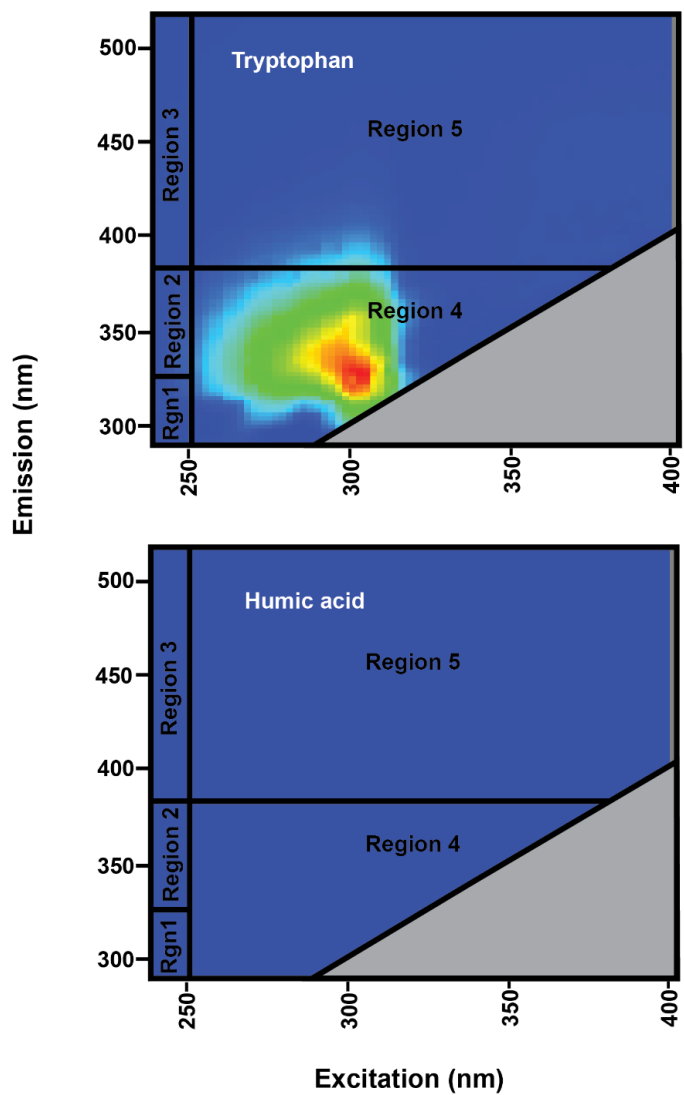 Emission (nm)
500
450
400
350
300
Tryptophan
Region 3
Region 5
Region 2
Region 4
Rgn1
250
300
350
400
500
450
400
350
300
Humic acid
Region 3
Region 5
Region 2
Region 4
Rgn1
250
300
350
400
Excitation (nm)